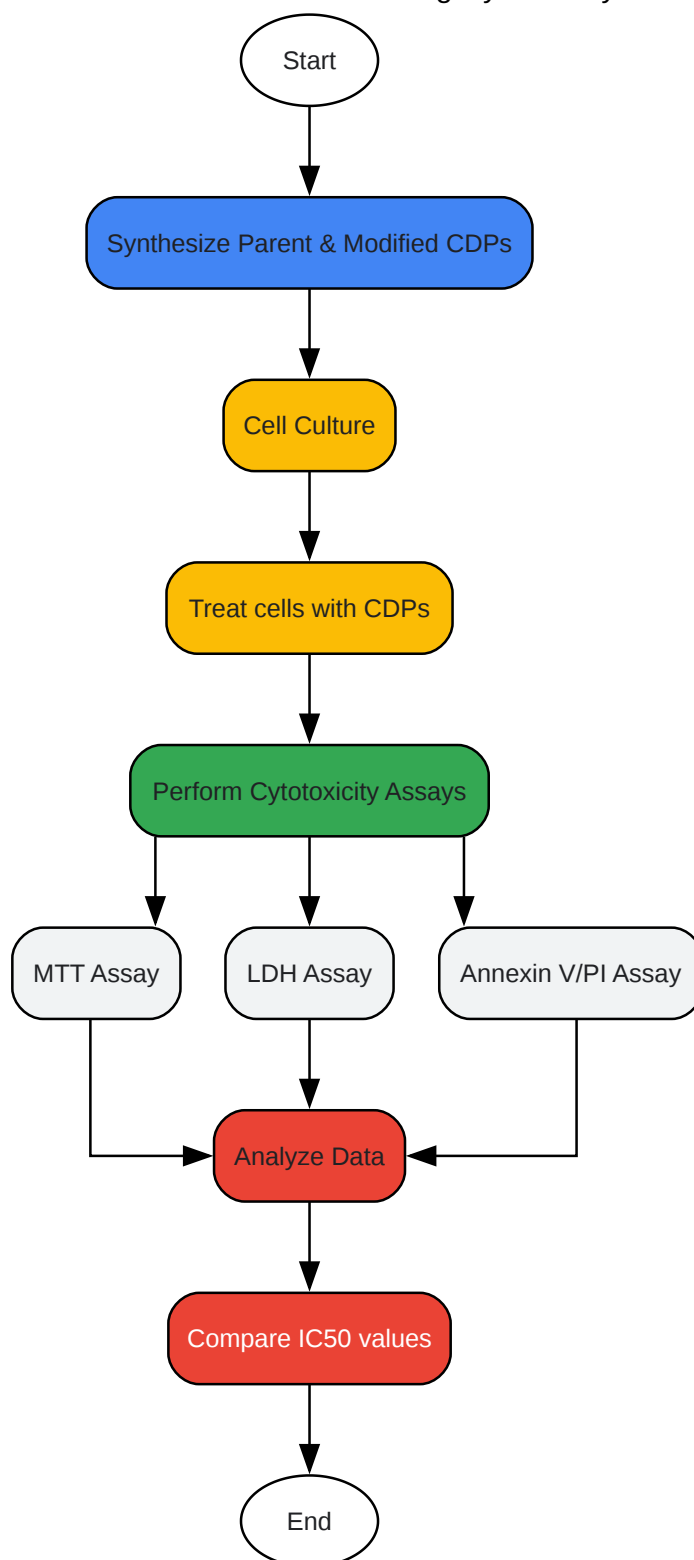 Start
Synthesize Parent & Modified CDPs
Cell Culture
Treat cells with CDPs
Perform Cytotoxicity Assays
MTT Assay
LDH Assay
Annexin V/PI Assay
Analyze Data
Compare IC50 values
End